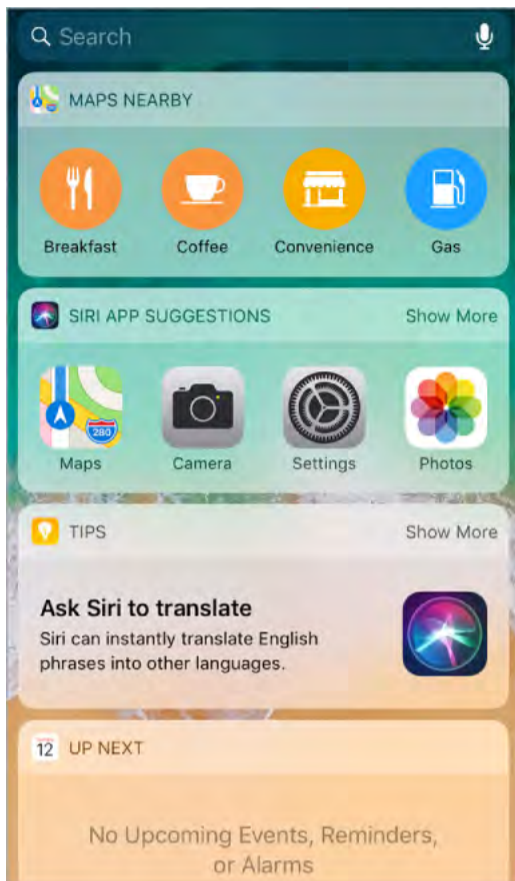 Search
MAPS NEARBY
Breakfast Coffee Convenience Gas
SIRI APP SUGGESTIONS Show More
280
Maps Camera Settings Photos
TIPS Show More
Ask Siri to translate
Siri can instantly translate English
phrases into other languages.
12 UP NEXT
No Upcoming Events, Reminders,
or Alarms